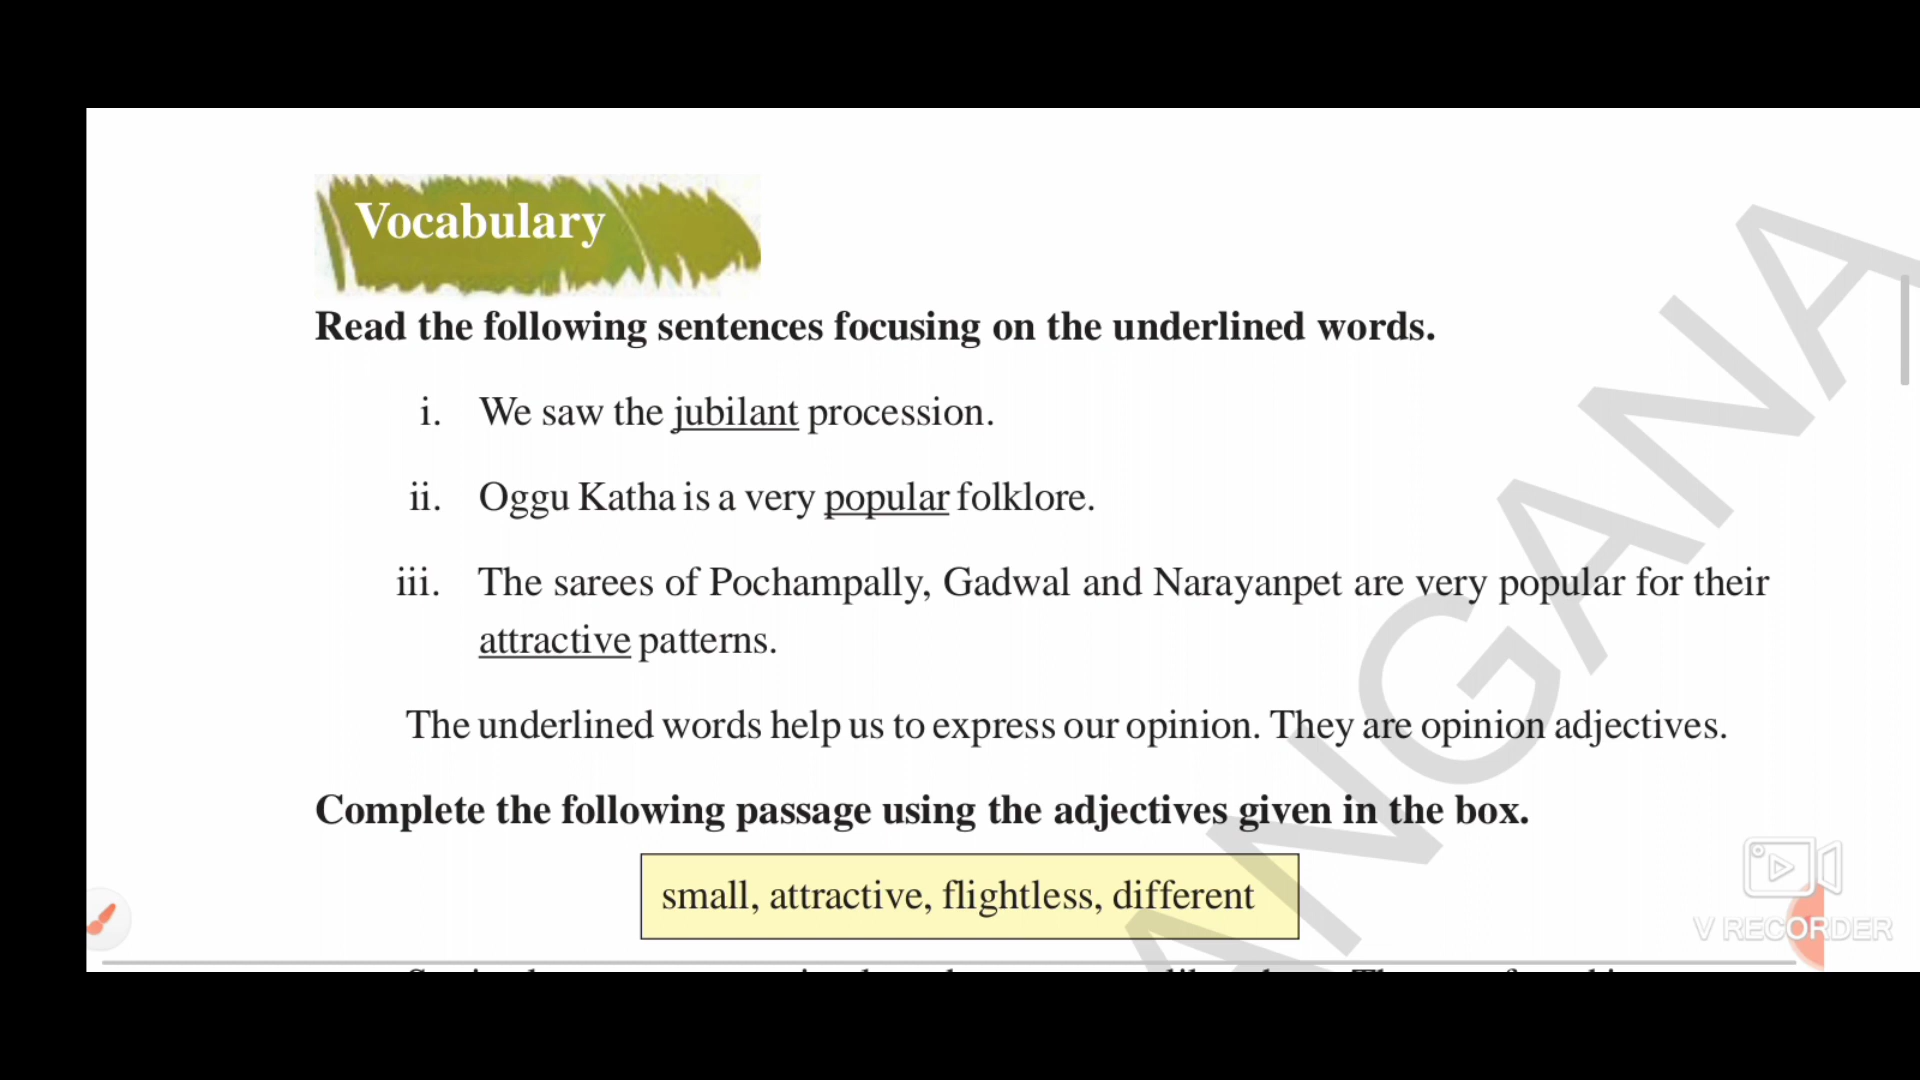 Vocabulary
Read the following sentences focusing on the underlined words.
i. We saw the jubilant procession.
ii. Oggu Katha is a very popular folklore.
iii. The sarees of Pochampally, Gadwal and Narayanpet are very popular for their
attractive patterns.
The underlined words help us to express our opinion. They are opinion adjectives.
Complete the following passage using the adjectives given in the box.
small, attractive, flightless, different
V RECORDER
ANGANA